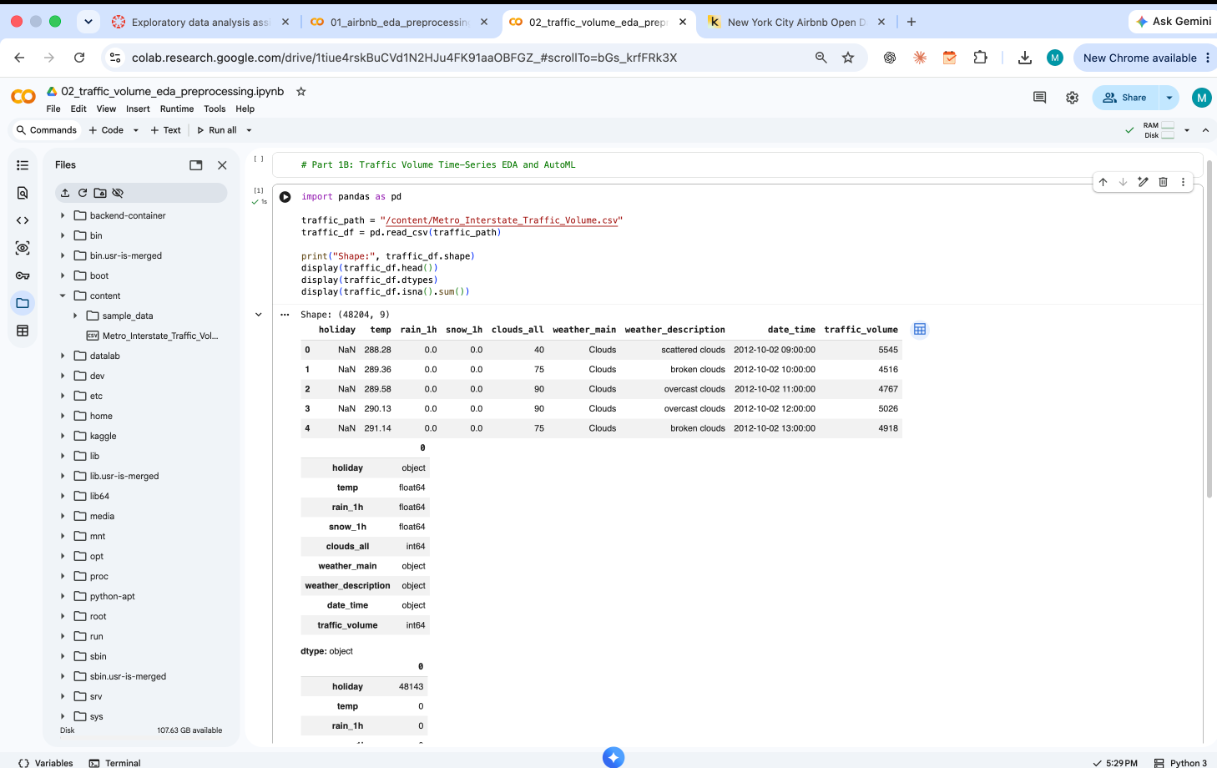 Exploratory data analysis ass
01_airbnb_eda_preprocessing
02_traffic_volume_eda_prep
New York City Airbnb Open D
Ask Gemini
colab.research.google.com/drive/1tiue4rskBuCVd1N2HJu4FK91aaOBFGZ_#scrollTo=bGs_krfFRk3X
M
New Chrome available
02_traffic_volume_eda_preprocessing.ipynb
File Edit View Insert Runtime Tools Help
Share
M
Commands + Code + Text Run all
RAM
Disk
Files
backend-container
bin
bin.usr-is-merged
boot
content
sample_data
Metro_Interstate_Traffic_Vol...
datalab
dev
etc
home
kaggle
lib
lib.usr-is-merged
lib64
media
mnt
opt
proc
python-apt
root
run
sbin
sbin.usr-is-merged
srv
sys
Disk 107.63 GB available
[ ] # Part 1B: Traffic Volume Time-Series EDA and AutoML
[1] import pandas as pd
1s
traffic_path = "/content/Metro_Interstate_Traffic_Volume.csv"
traffic_df = pd.read_csv(traffic_path)
print("Shape:", traffic_df.shape)
display(traffic_df.head())
display(traffic_df.dtypes)
display(traffic_df.isna().sum())
Shape: (48204, 9)
holiday temp rain_1h snow_1h clouds_all weather_main weather_description date_time traffic_volume
0 NaN 288.28 0.0 0.0 40 Clouds scattered clouds 2012-10-02 09:00:00 5545
1 NaN 289.36 0.0 0.0 75 Clouds broken clouds 2012-10-02 10:00:00 4516
2 NaN 289.58 0.0 0.0 90 Clouds overcast clouds 2012-10-02 11:00:00 4767
3 NaN 290.13 0.0 0.0 90 Clouds overcast clouds 2012-10-02 12:00:00 5026
4 NaN 291.14 0.0 0.0 75 Clouds broken clouds 2012-10-02 13:00:00 4918
0
holiday object
temp float64
rain_1h float64
snow_1h float64
clouds_all int64
weather_main object
weather_description object
date_time object
traffic_volume int64
dtype: object
0
holiday 48143
temp 0
rain_1h 0
Variables Terminal
5:29 PM Python 3